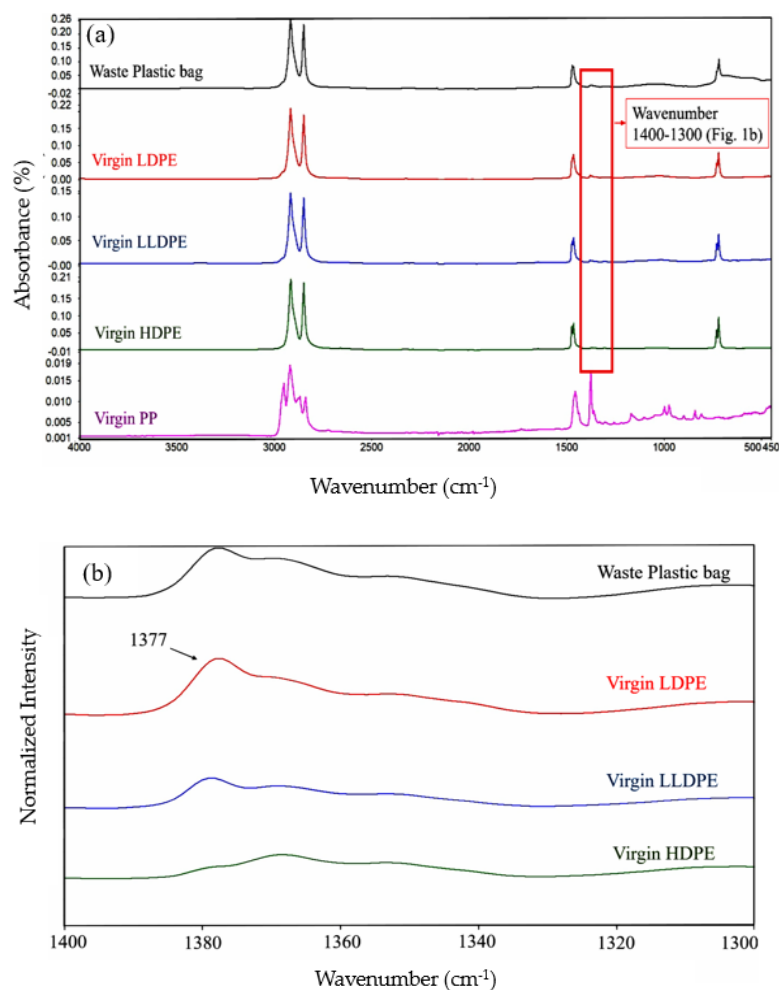 (a)
0.26
0.20
0.15
0.10
0.05
-0.02
Waste Plastic bag
0.22
0.15
0.10
0.05
0.00
Virgin LDPE
Wavenumber
1400-1300 (Fig. 1b)
0.15
0.10
0.05
-0.00
Virgin LLDPE
0.21
0.15
0.10
0.05
-0.01
Virgin HDPE
0.019
0.015
0.010
0.005
0.001
Virgin PP
Absorbance (%)
4000 3500 3000 2500 2000 1500 1000 500 450
Wavenumber (cm-1)
(b)
Waste Plastic bag
1377
Virgin LDPE
Virgin LLDPE
Virgin HDPE
Normalized Intensity
1400 1380 1360 1340 1320 1300
Wavenumber (cm-1)